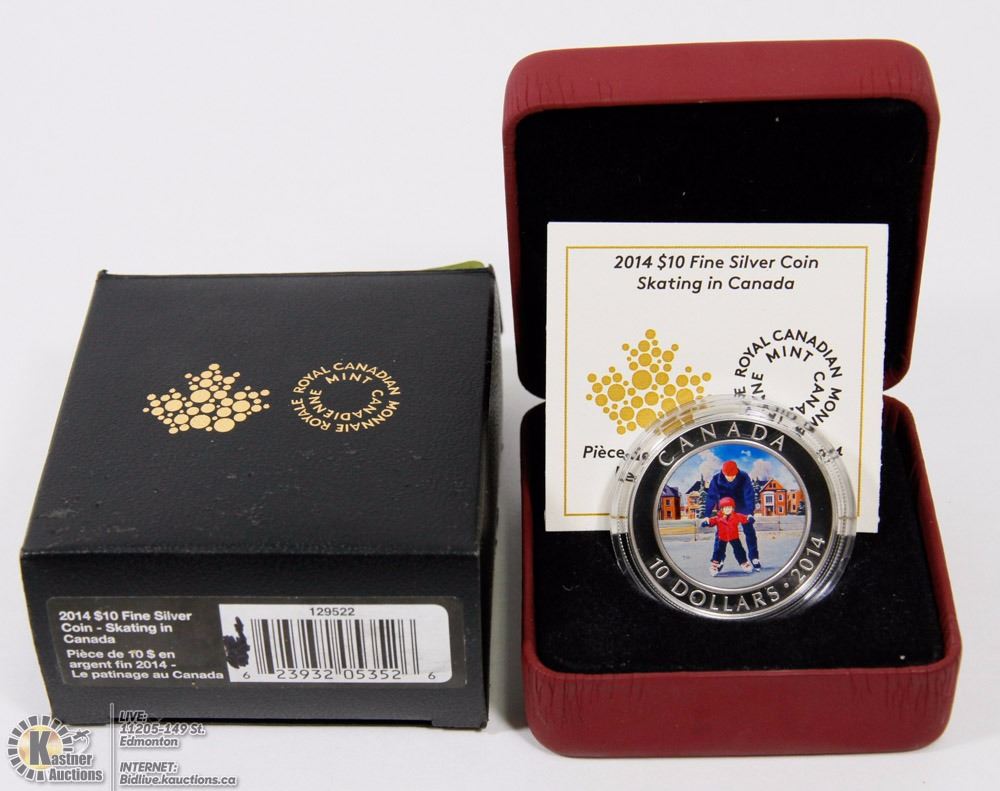 ROYAL CANADIAN MINT
MONNAIE ROYALE CANADIENNE
2014 $10 Fine Silver
Coin - Skating in
Canada
Pièce de 10 $ en
argent fin 2014 -
Le patinage au Canada
129522
6 23932 05352 6
2014 $10 Fine Silver Coin
Skating in Canada
ROYAL CANADIAN MINT
Pièce de
CANADA
10 DOLLARS • 2014
K
Kastner
Auctions
LIVE:
11205-149 St.
Edmonton
INTERNET:
Bidlive.kauctions.ca